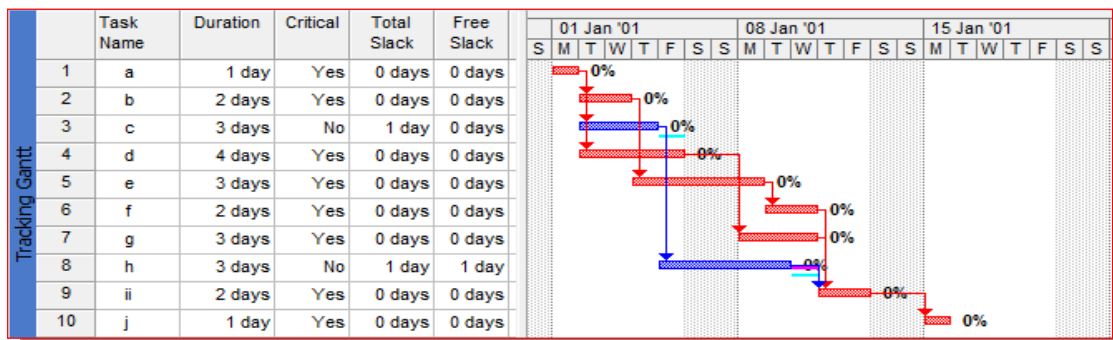 Task Name Duration Critical Total Slack Free Slack 01 Jan '01 08 Jan '01 15 Jan '01
S M T W T F S S M T W T F S S M T W T F S S
1 a 1 day Yes 0 days 0 days 0%
2 b 2 days Yes 0 days 0 days 0%
3 c 3 days No 1 day 0 days 0%
4 d 4 days Yes 0 days 0 days 0%
5 e 3 days Yes 0 days 0 days 0%
6 f 2 days Yes 0 days 0 days 0%
7 g 3 days Yes 0 days 0 days 0%
8 h 3 days No 1 day 1 day 0%
9 ii 2 days Yes 0 days 0 days 0%
10 j 1 day Yes 0 days 0 days 0%
Tracking Gantt